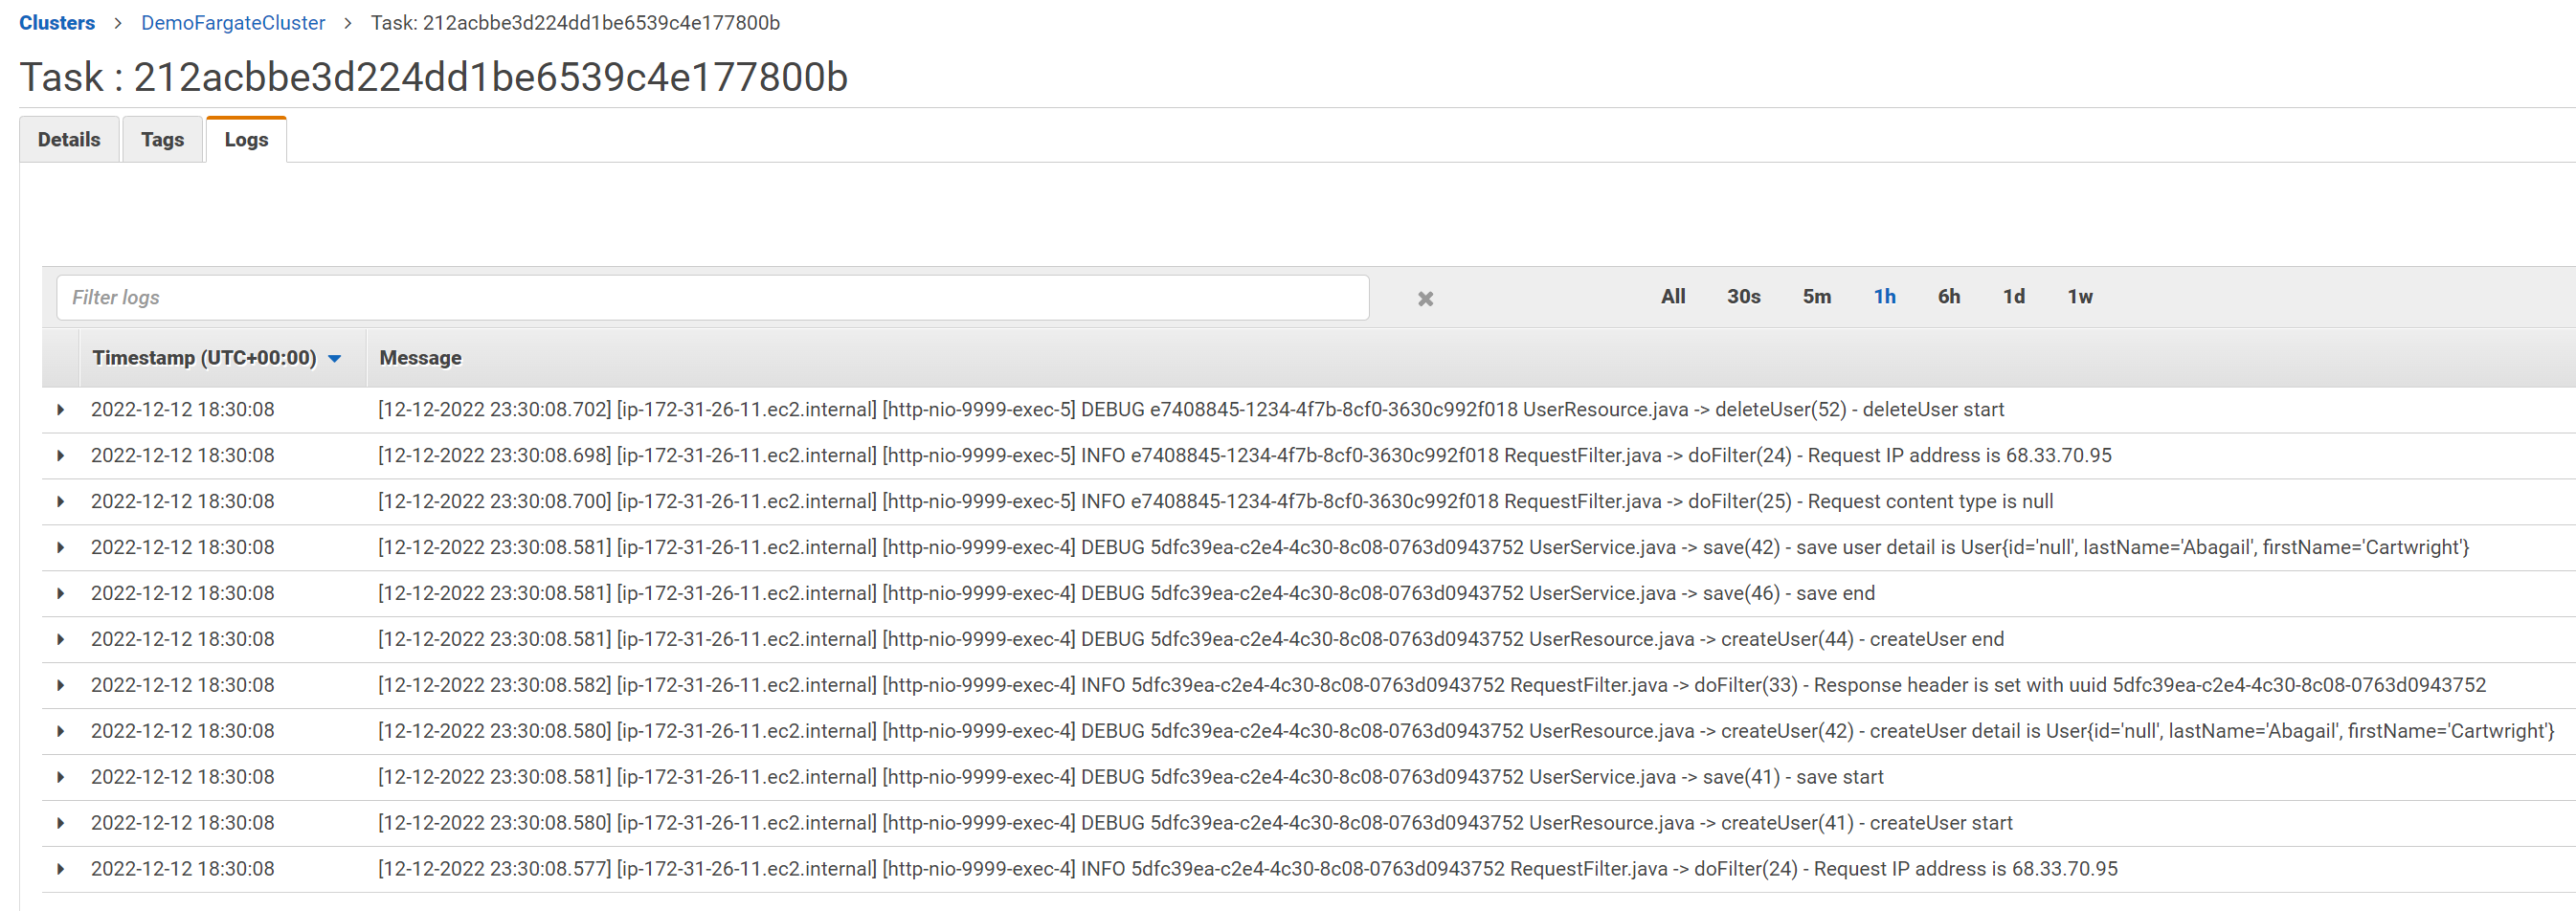 Clusters > DemoFargateCluster > Task: 212acbbe3d224dd1be6539c4e177800b
Task : 212acbbe3d224dd1be6539c4e177800b
Details Tags Logs
Filter logs All 30s 5m 1h 6h 1d 1w
Timestamp (UTC+00:00) Message
2022-12-12 18:30:08 [12-12-2022 23:30:08.702] [ip-172-31-26-11.ec2.internal] [http-nio-9999-exec-5] DEBUG e7408845-1234-4f7b-8cf0-3630c992f018 UserResource.java -> deleteUser(52) - deleteUser start
2022-12-12 18:30:08 [12-12-2022 23:30:08.698] [ip-172-31-26-11.ec2.internal] [http-nio-9999-exec-5] INFO e7408845-1234-4f7b-8cf0-3630c992f018 RequestFilter.java -> doFilter(24) - Request IP address is 68.33.70.95
2022-12-12 18:30:08 [12-12-2022 23:30:08.700] [ip-172-31-26-11.ec2.internal] [http-nio-9999-exec-5] INFO e7408845-1234-4f7b-8cf0-3630c992f018 RequestFilter.java -> doFilter(25) - Request content type is null
2022-12-12 18:30:08 [12-12-2022 23:30:08.581] [ip-172-31-26-11.ec2.internal] [http-nio-9999-exec-4] DEBUG 5dfc39ea-c2e4-4c30-8c08-0763d0943752 UserService.java -> save(42) - save user detail is User{id='null', lastName='Abagail', firstName='Cartwright'}
2022-12-12 18:30:08 [12-12-2022 23:30:08.581] [ip-172-31-26-11.ec2.internal] [http-nio-9999-exec-4] DEBUG 5dfc39ea-c2e4-4c30-8c08-0763d0943752 UserService.java -> save(46) - save end
2022-12-12 18:30:08 [12-12-2022 23:30:08.581] [ip-172-31-26-11.ec2.internal] [http-nio-9999-exec-4] DEBUG 5dfc39ea-c2e4-4c30-8c08-0763d0943752 UserResource.java -> createUser(44) - createUser end
2022-12-12 18:30:08 [12-12-2022 23:30:08.582] [ip-172-31-26-11.ec2.internal] [http-nio-9999-exec-4] INFO 5dfc39ea-c2e4-4c30-8c08-0763d0943752 RequestFilter.java -> doFilter(33) - Response header is set with uuid 5dfc39ea-c2e4-4c30-8c08-0763d0943752
2022-12-12 18:30:08 [12-12-2022 23:30:08.580] [ip-172-31-26-11.ec2.internal] [http-nio-9999-exec-4] DEBUG 5dfc39ea-c2e4-4c30-8c08-0763d0943752 UserResource.java -> createUser(42) - createUser detail is User{id='null', lastName='Abagail', firstName='Cartwright'}
2022-12-12 18:30:08 [12-12-2022 23:30:08.581] [ip-172-31-26-11.ec2.internal] [http-nio-9999-exec-4] DEBUG 5dfc39ea-c2e4-4c30-8c08-0763d0943752 UserService.java -> save(41) - save start
2022-12-12 18:30:08 [12-12-2022 23:30:08.580] [ip-172-31-26-11.ec2.internal] [http-nio-9999-exec-4] DEBUG 5dfc39ea-c2e4-4c30-8c08-0763d0943752 UserResource.java -> createUser(41) - createUser start
2022-12-12 18:30:08 [12-12-2022 23:30:08.577] [ip-172-31-26-11.ec2.internal] [http-nio-9999-exec-4] INFO 5dfc39ea-c2e4-4c30-8c08-0763d0943752 RequestFilter.java -> doFilter(24) - Request IP address is 68.33.70.95